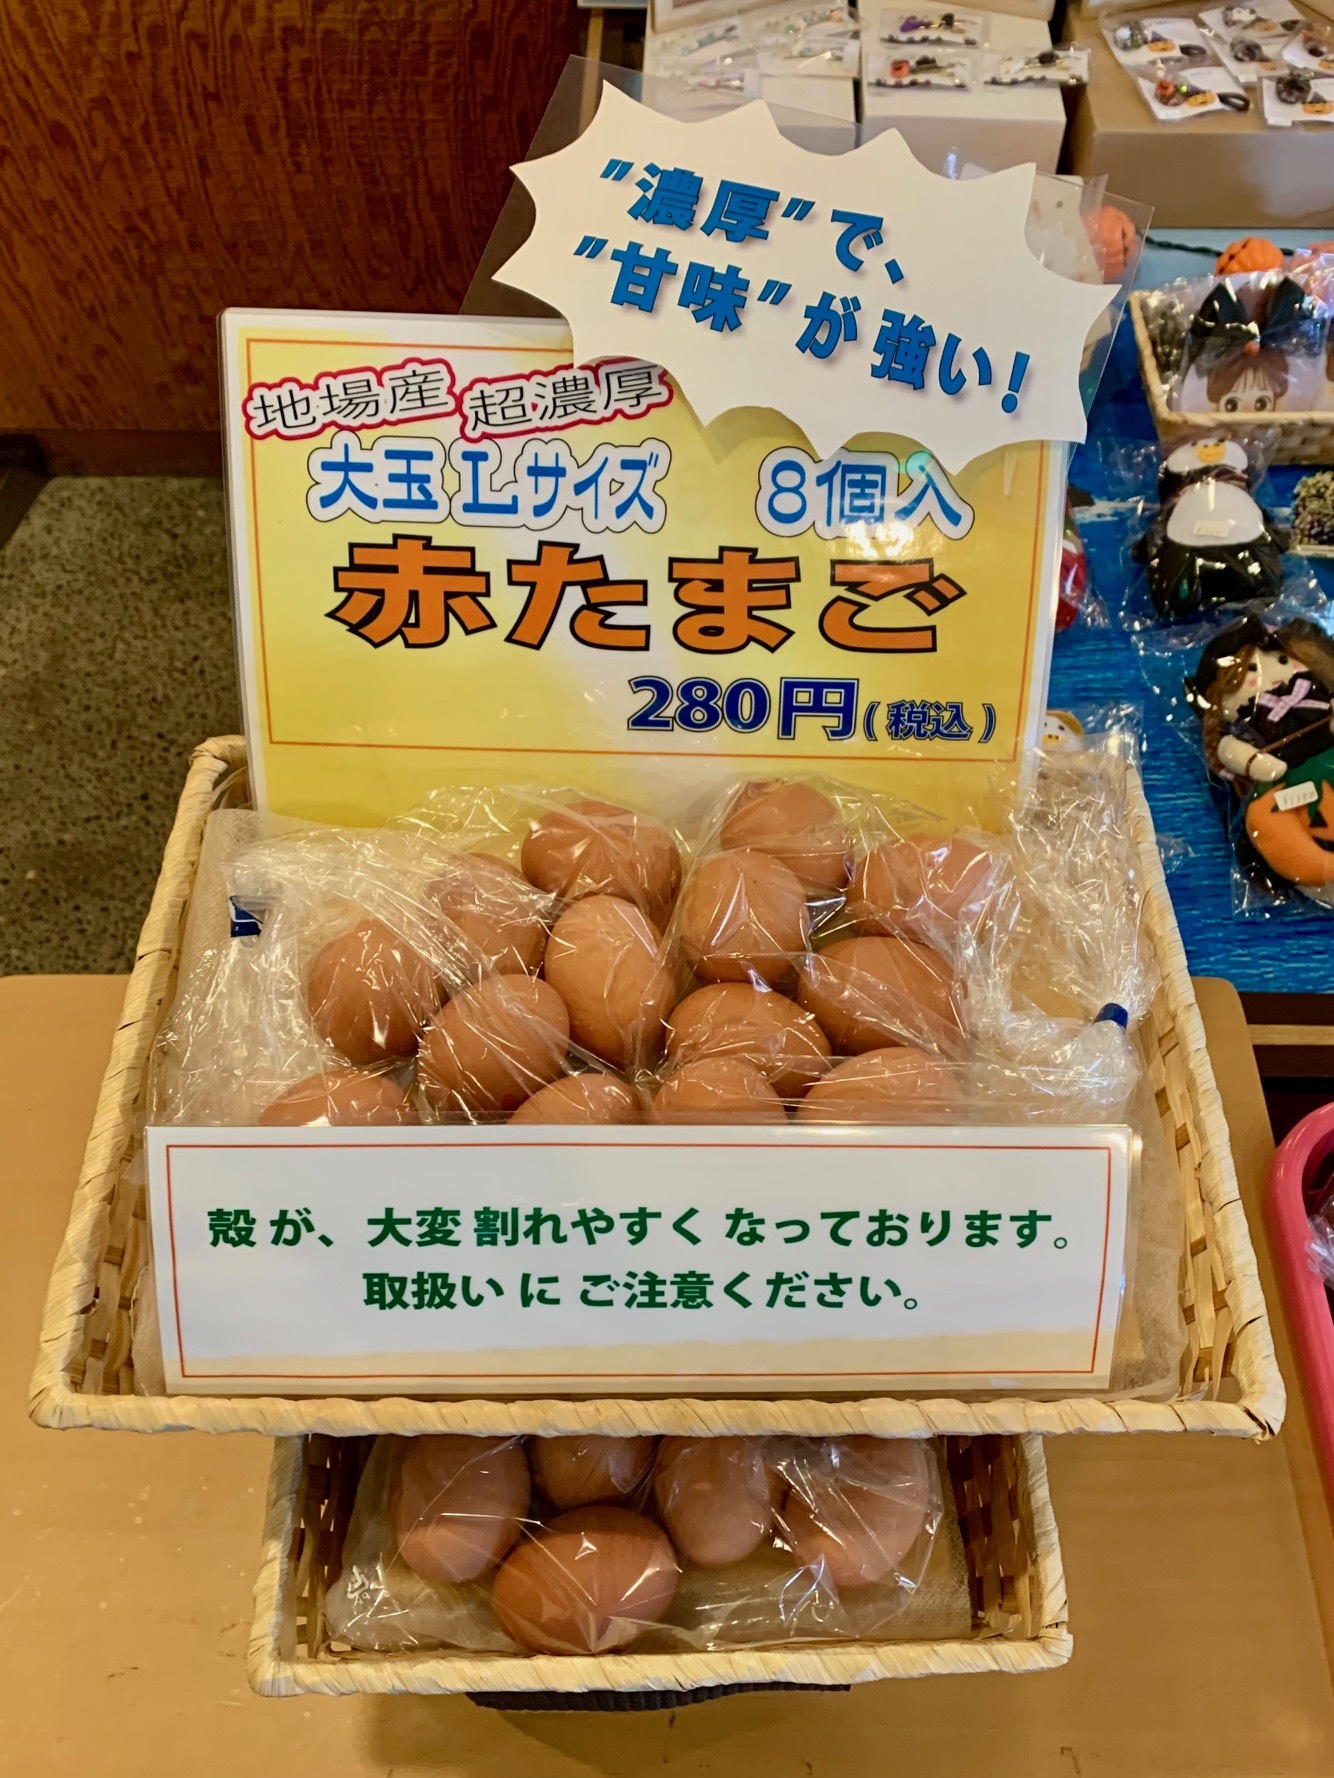 "濃厚"で、
"甘味"が強い!
地場産 超濃厚
大玉Lサイズ 8個入
赤たまご
280円(税込)
殻が、大変割れやすくなっております。
取扱いにご注意ください。